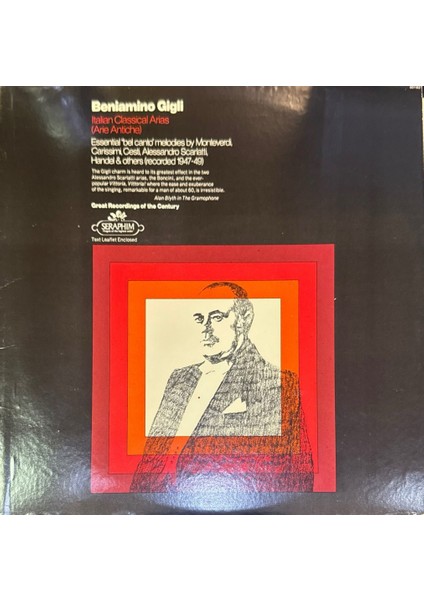 Beniamino Gigli
Italian Classical Arias
(Arie Antiche)
Essential 'bel canto' melodies by Monteverdi,
Carissimi, Cesti, Alessandro Scarlatti,
Handel & others (recorded 1947-49)
The Gigli charm is heard to its greatest effect in the two
Alessandro Scarlatti arias, the Bencini, and the ever-
popular Vittoria, Vittoria! where the ease and exuberance
of the singing, remarkable for a man of about 60, is irresistible.
Alan Blyth in The Gramophone
Great Recordings of the Century
SERAPHIM
Text Leaflet Enclosed